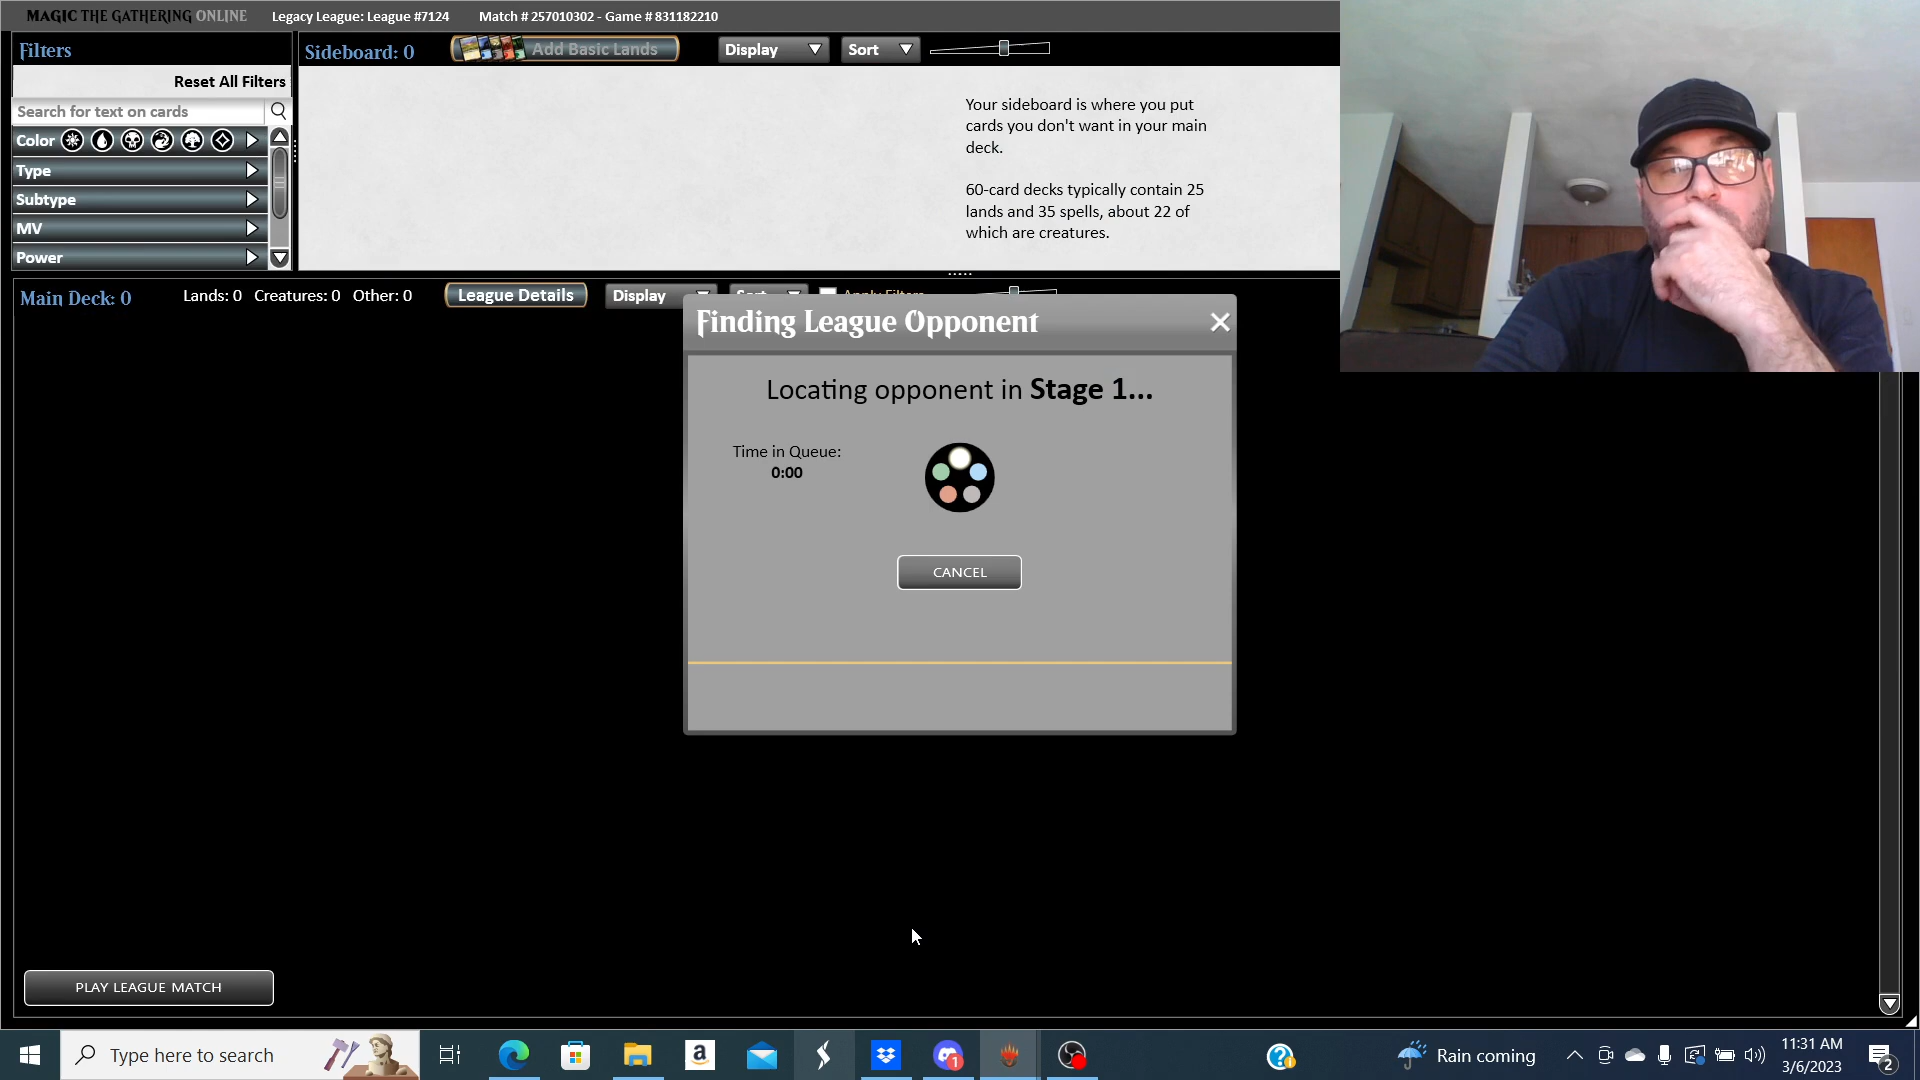 MAGIC THE GATHERING ONLINE
Legacy League: League #7124
Match # 257010302 - Game # 831182210
Filters
Sideboard: 0
Add Basic Lands
Display
Sort
Reset All Filters
Search for text on cards
Color
Type
Subtype
MV
Power
Your sideboard is where you put
cards you don't want in your main
deck.
60-card decks typically contain 25
lands and 35 spells, about 22 of
which are creatures.
Main Deck: 0
Lands: 0 Creatures: 0 Other: 0
League Details
Display
Sort
Apply Filters
Finding League Opponent
Locating opponent in Stage 1...
Time in Queue:
0:00
CANCEL
PLAY LEAGUE MATCH
Type here to search
a
1
Rain coming
11:31 AM
3/6/2023
2